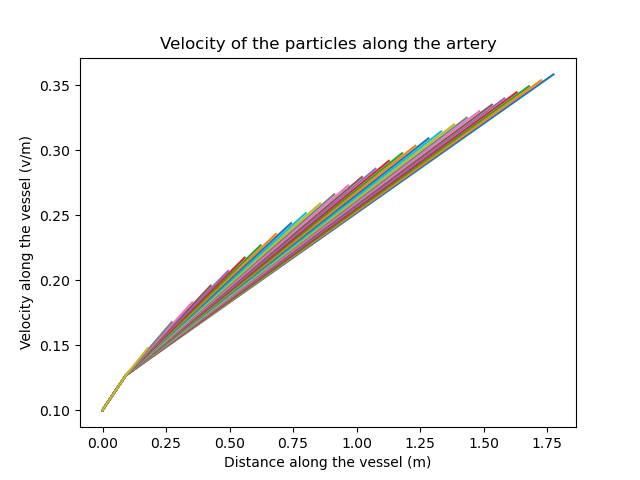 Velocity of the particles along the artery
Velocity along the vessel (v/m)
0.35
0.30
0.25
0.20
0.15
0.10
0.00 0.25 0.50 0.75 1.00 1.25 1.50 1.75
Distance along the vessel (m)